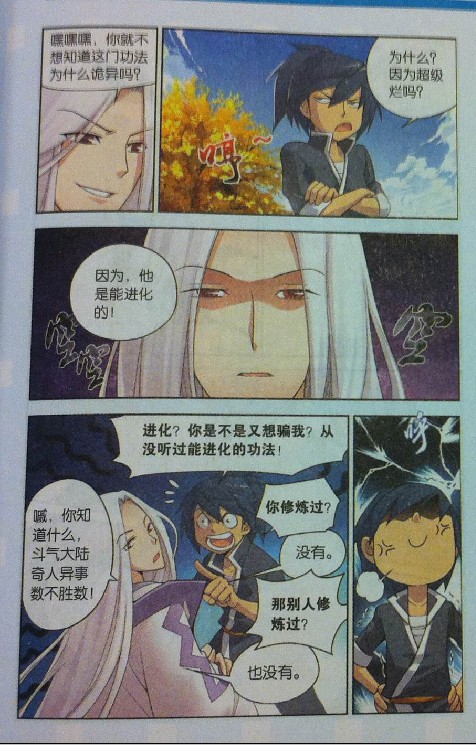 嘿嘿嘿，你就不
想知道这门功法
为什么诡异吗？
为什么？
因为超级
烂吗？
哼~
因为，他
是能进化
的！
进化？你是不是又想骗我？从
没听过能进化的功法！
嘁，你知
道什么，
斗气大陆
奇人异事
数不胜数！
你修炼过？
没有。
那别人修
炼过？
也没有。